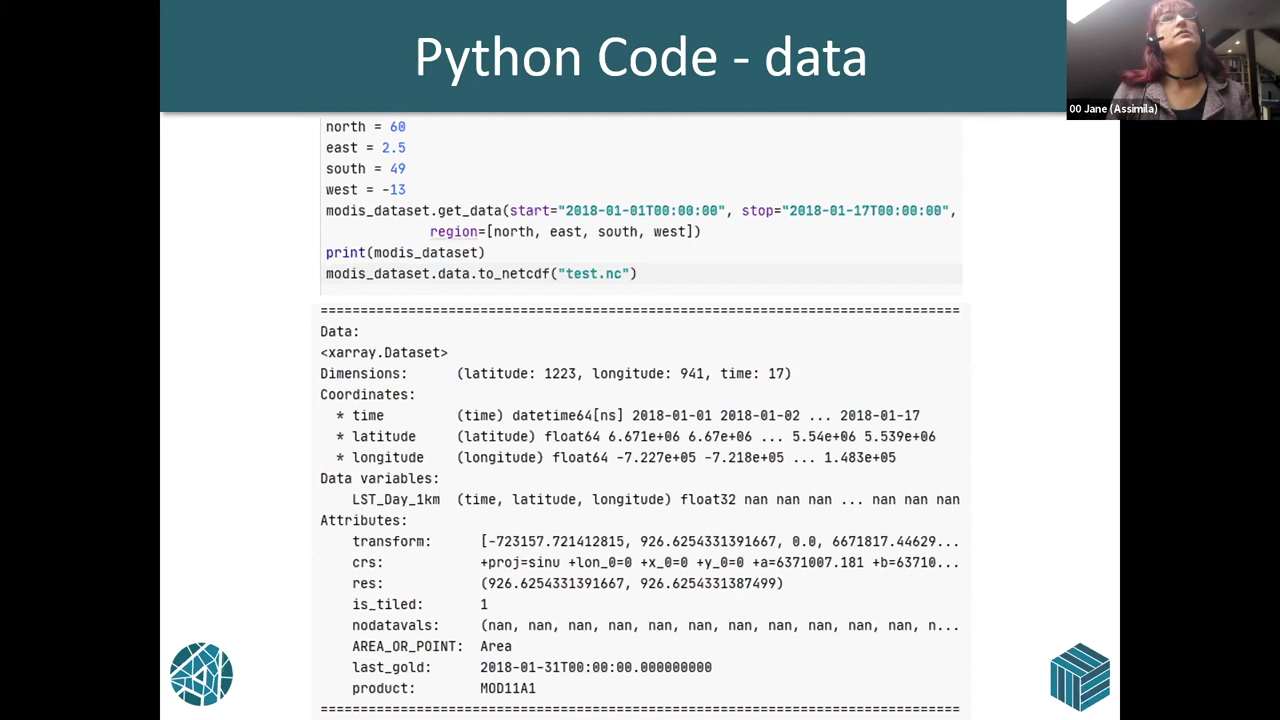 Python Code - data
00 Jane (Assimila)
north = 60
east = 2.5
south = 49
west = -13
modis_dataset.get_data(start="2018-01-01T00:00:00", stop="2018-01-17T00:00:00",
region=[north, east, south, west])
print(modis_dataset)
modis_dataset.data.to_netcdf("test.nc")
================================================================================
Data:
<xarray.Dataset>
Dimensions: (latitude: 1223, longitude: 941, time: 17)
Coordinates:
* time (time) datetime64[ns] 2018-01-01 2018-01-02 ... 2018-01-17
* latitude (latitude) float64 6.671e+06 6.67e+06 ... 5.54e+06 5.539e+06
* longitude (longitude) float64 -7.227e+05 -7.218e+05 ... 1.483e+05
Data variables:
LST_Day_1km (time, latitude, longitude) float32 nan nan nan ... nan nan nan
Attributes:
transform: [-723157.721412815, 926.6254331391667, 0.0, 6671817.44629...
crs: +proj=sinu +lon_0=0 +x_0=0 +y_0=0 +a=6371007.181 +b=63710...
res: (926.6254331391667, 926.6254331387499)
is_tiled: 1
nodatavals: (nan, nan, nan, nan, nan, nan, nan, nan, nan, nan, nan, n...
AREA_OR_POINT: Area
last_gold: 2018-01-31T00:00:00.000000000
product: MOD11A1
================================================================================